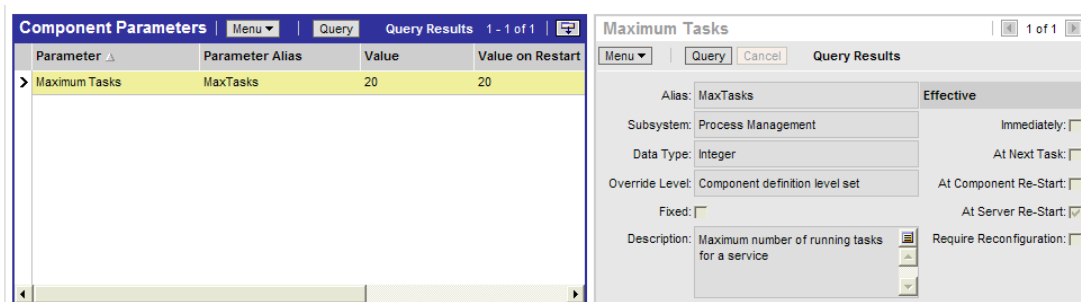 Component Parameters Menu Query Query Results 1 - 1 of 1
Parameter Parameter Alias Value Value on Restart
Maximum Tasks MaxTasks 20 20
Maximum Tasks 1 of 1
Menu Query Cancel Query Results
Alias: MaxTasks Effective
Subsystem: Process Management Immediately:
Data Type: Integer At Next Task:
Override Level: Component definition level set At Component Re-Start:
Fixed: At Server Re-Start:
Description: Maximum number of running tasks Require Reconfiguration:
for a service